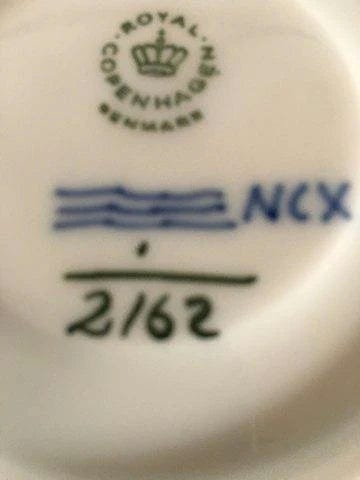 ROYAL
COPENHAGEN
DENMARK
NCX
2162